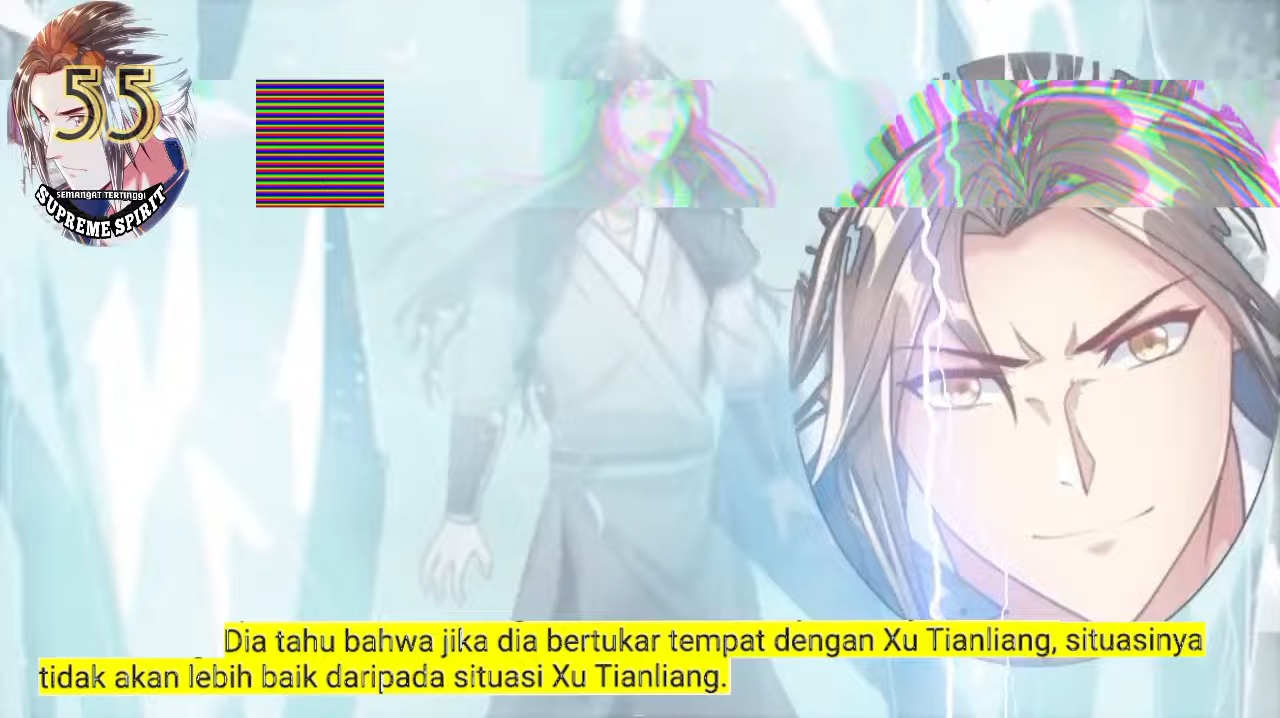 55
SEMANGAT TERTINGGI
SUPREME SPIRIT
Dia tahu bahwa jika dia bertukar tempat dengan Xu Tianliang, situasinya
tidak akan lebih baik daripada situasi Xu Tianliang.